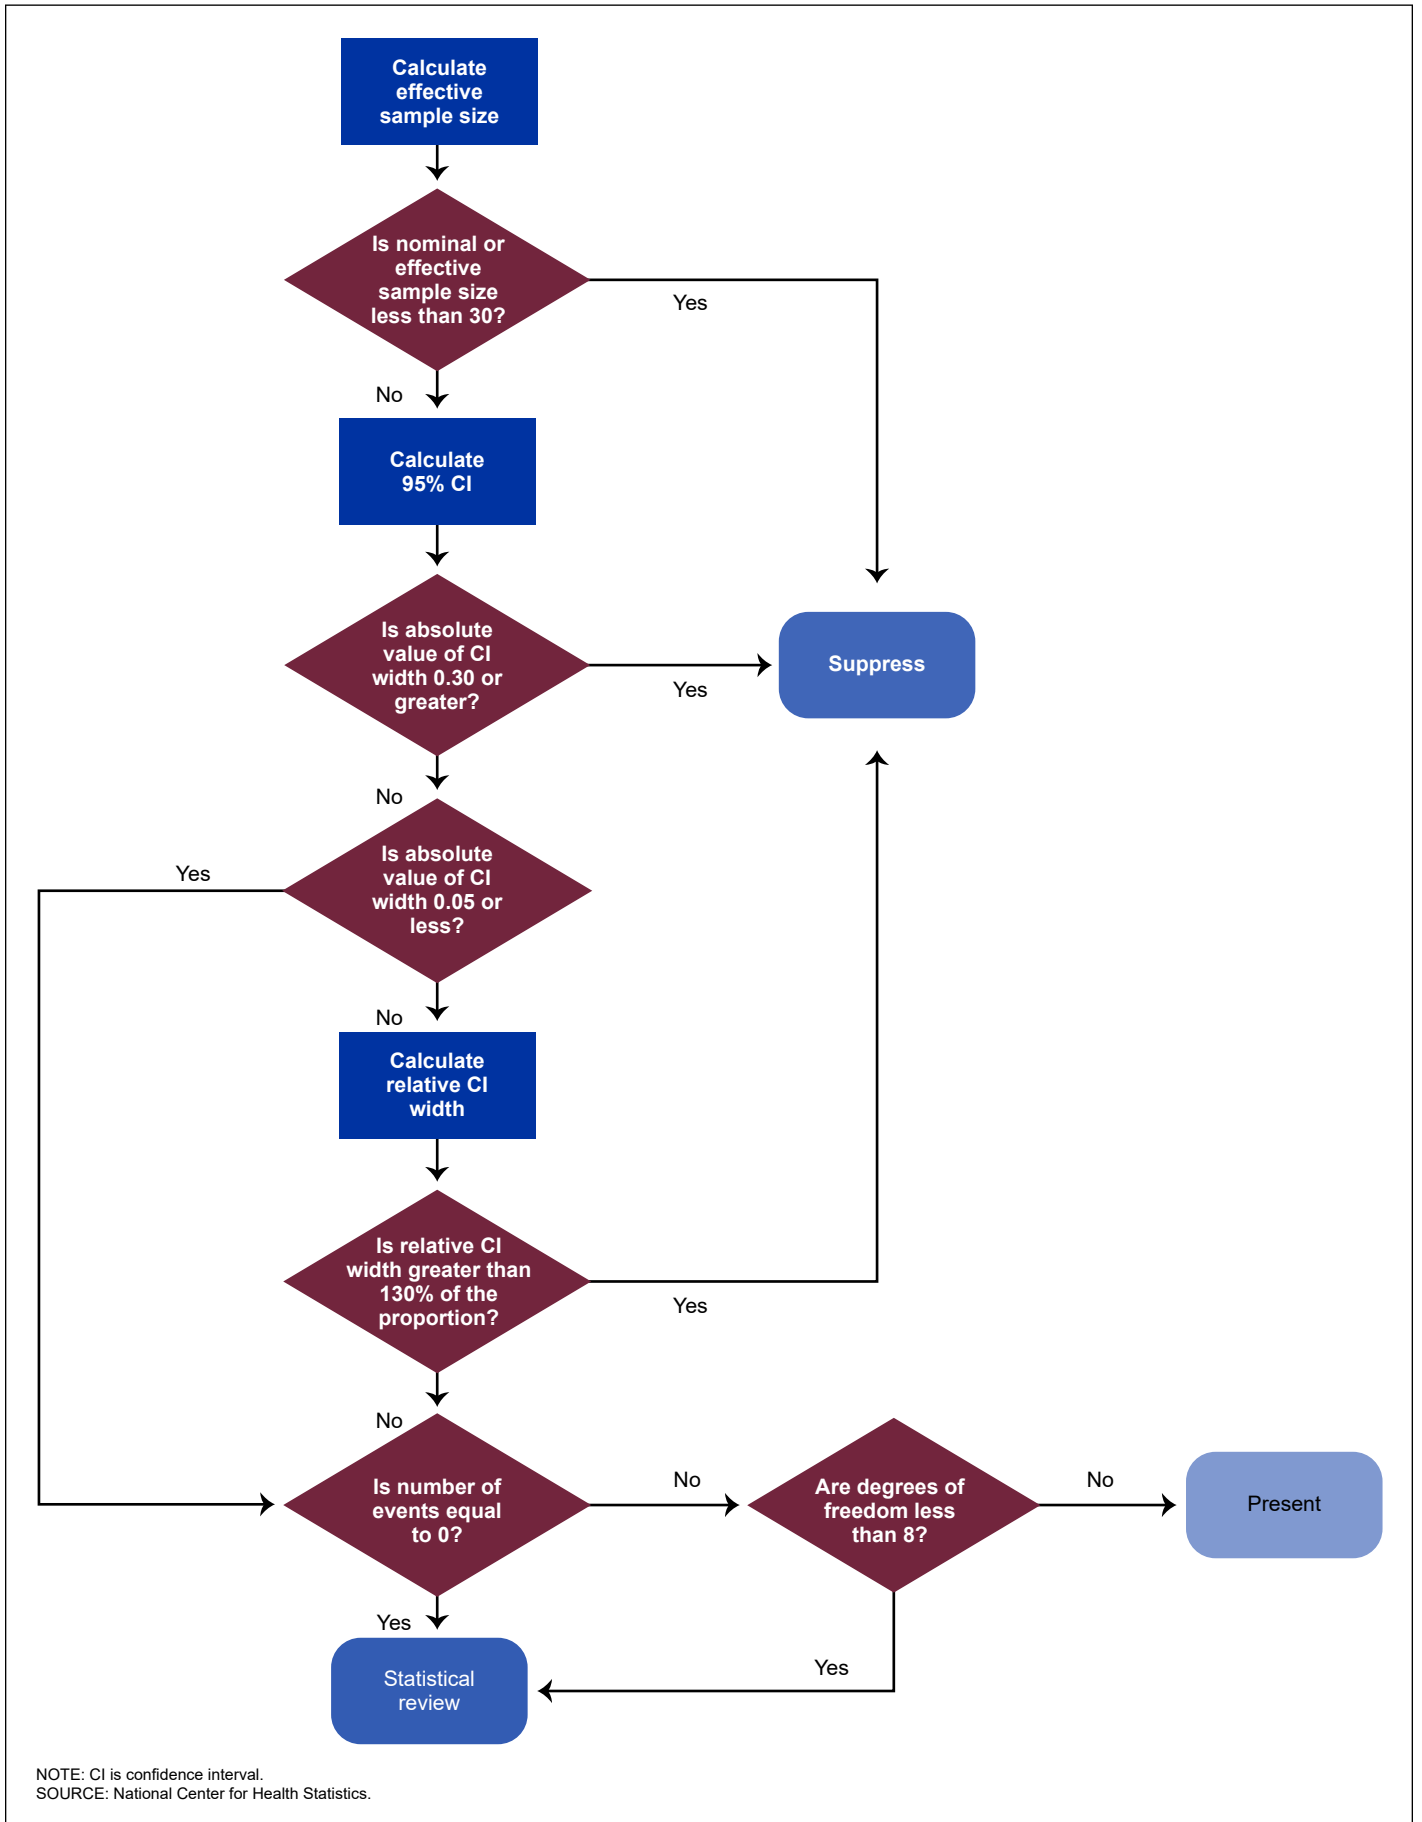 Calculate
effective
sample size
Is nominal or
effective
sample size
less than 30?
Yes
No
Calculate
95% CI
Is absolute
value of CI
width 0.30 or
greater?
Yes
Suppress
No
Is absolute
value of CI
width 0.05 or
less?
Yes
No
Calculate
relative CI
width
Is relative CI
width greater than
130% of the
proportion?
Yes
No
Is number of
events equal
to 0?
No
Are degrees of
freedom less
than 8?
No
Present
Yes
Statistical
review
Yes
NOTE: CI is confidence interval.
SOURCE: National Center for Health Statistics.